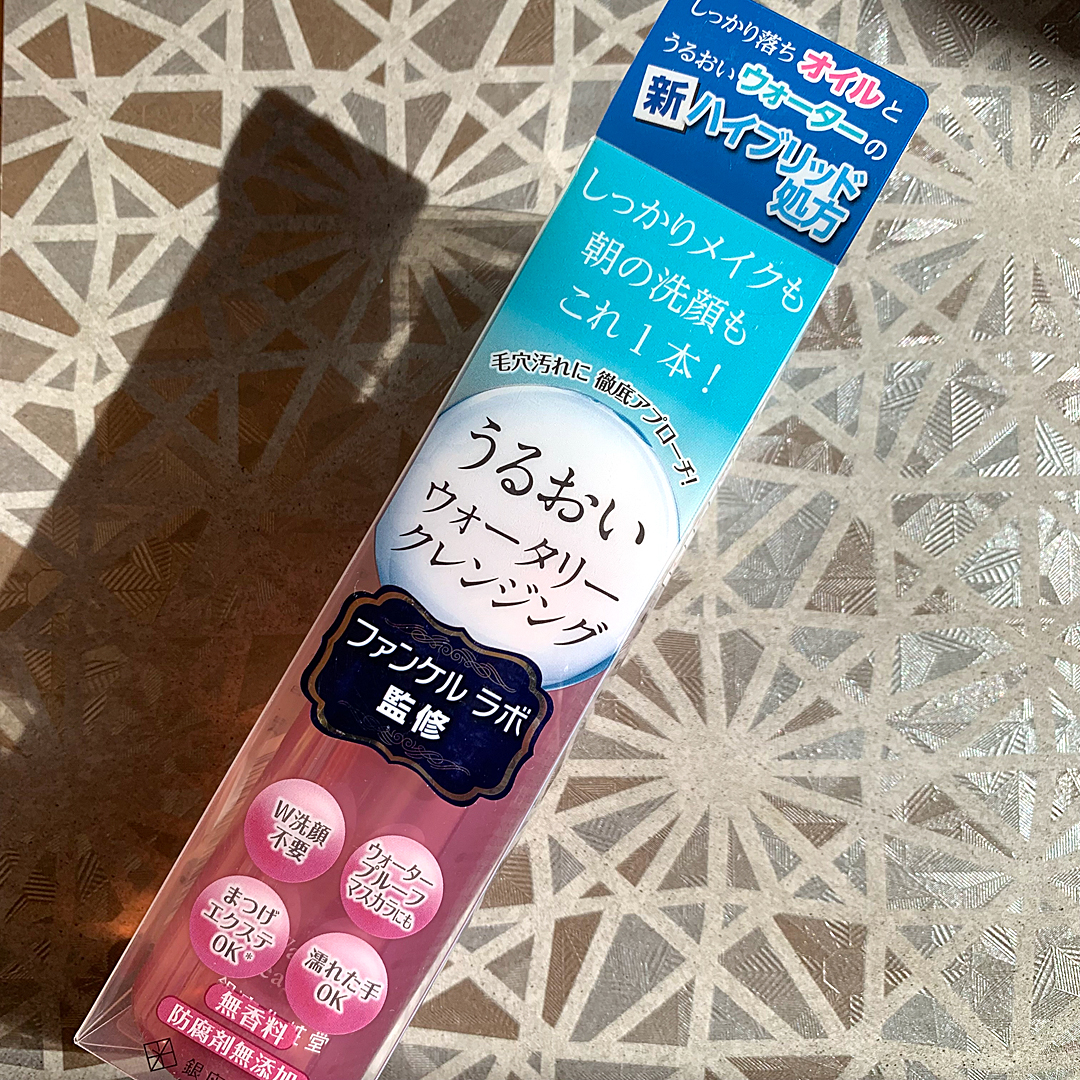 しっかり落ち オイルと
うるおい ウォーターの
新ハイブリッド
処方
しっかりメイクも
朝の洗顔も
これ1本!
毛穴汚れに 徹底アプローチ!
うるおい
ウォータリー
クレンジング
ファンケル ラボ
監修
W洗顔
不要
ウォーター
プルーフ
マスカラにも
まつげ
エクステ
OK*
濡れた手
OK
無香料
堂
防腐剤無添加
銀座